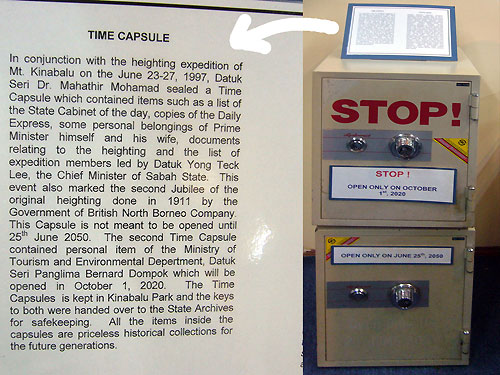 TIME CAPSULE
In conjunction with the heighting expedition of
Mt. Kinabalu on the June 23-27, 1997, Datuk
Seri Dr. Mahathir Mohamad sealed a Time
Capsule which contained items such as a list of
the State Cabinet of the day, copies of the Daily
Express, some personal belongings of Prime
Minister himself and his wife, documents
relating to the heighting and the list of
expedition members led by Datuk Yong Teck
Lee, the Chief Minister of Sabah State. This
event also marked the second Jubilee of the
original heighting done in 1911 by the
Government of British North Borneo Company.
This Capsule is not meant to be opened until
25th June 2050. The second Time Capsule
contained personal item of the Ministry of
Tourism and Environmental Depertment, Datuk
Seri Panglima Bernard Dompok which will be
opened in October 1, 2020. The Time
Capsules is kept in Kinabalu Park and the keys
to both were handed over to the State Archives
for safekeeping. All the items inside the
capsules are priceless historical collections for
the future generations.
STOP!
STOP !
OPEN ONLY ON OCTOBER
1st, 2020
OPEN ONLY ON JUNE 25th, 2050